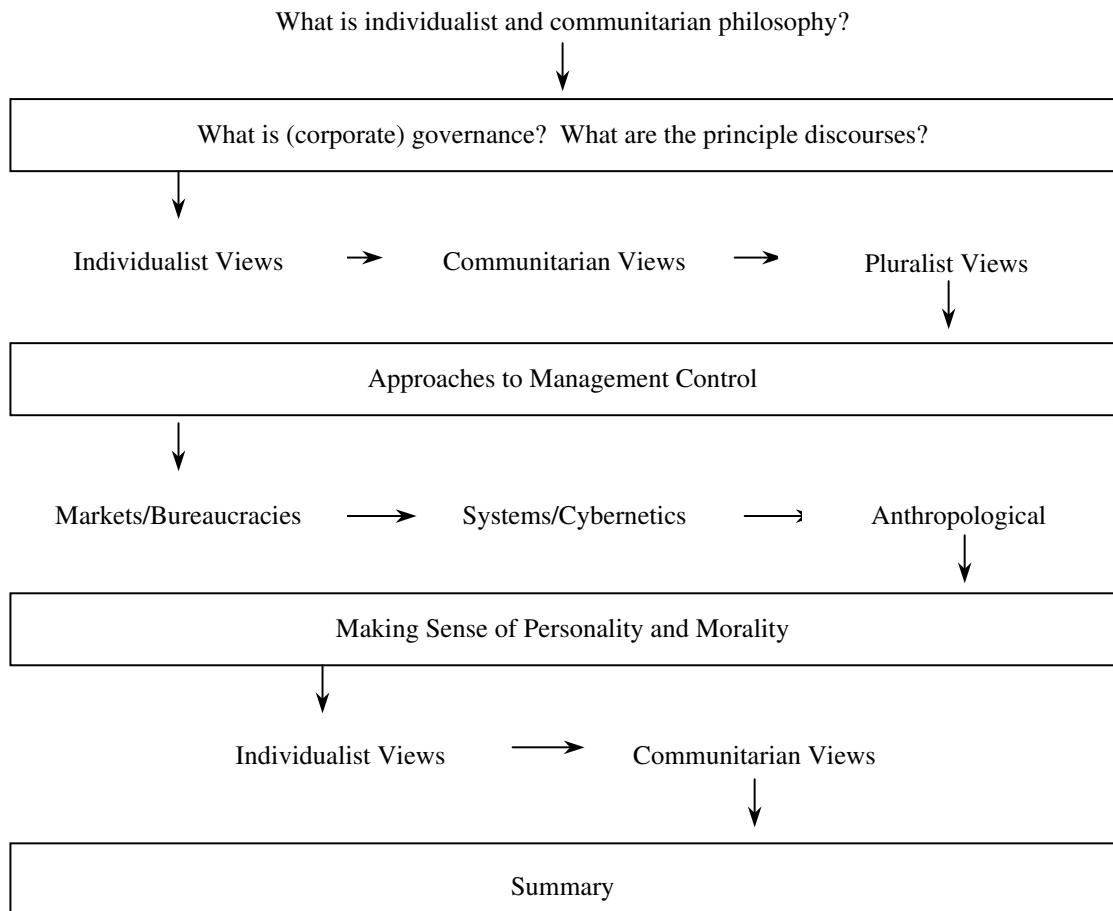 What is individualist and communitarian philosophy?
What is (corporate) governance?  What are the principle discourses?
Individualist Views
Communitarian Views
Pluralist Views
Approaches to Management Control
Markets/Bureaucracies
Systems/Cybernetics
Anthropological
Making Sense of Personality and Morality
Individualist Views
Communitarian Views
Summary